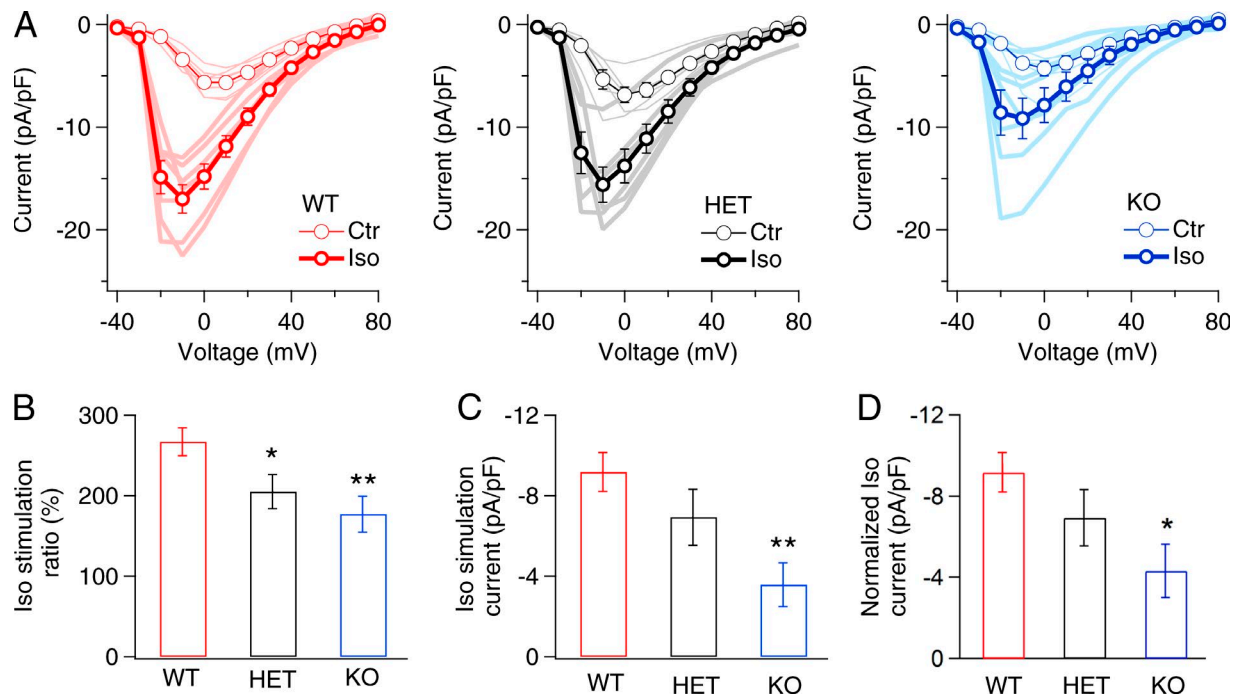 A
0
-10
-20
Current (pA/pF)
WT
Ctr
Iso
-40
0
40
80
Voltage (mV)
0
-10
-20
Current (pA/pF)
HET
Ctr
Iso
-40
0
40
80
Voltage (mV)
0
-10
-20
Current (pA/pF)
KO
Ctr
Iso
-40
0
40
80
Voltage (mV)
B
300
200
100
0
Iso stimulation
ratio (%)
*
**
WT
HET
KO
C
-12
-8
-4
0
Iso simulation
current (pA/pF)
**
WT
HET
KO
D
-12
-8
-4
0
Normalized Iso
current (pA/pF)
*
WT
HET
KO